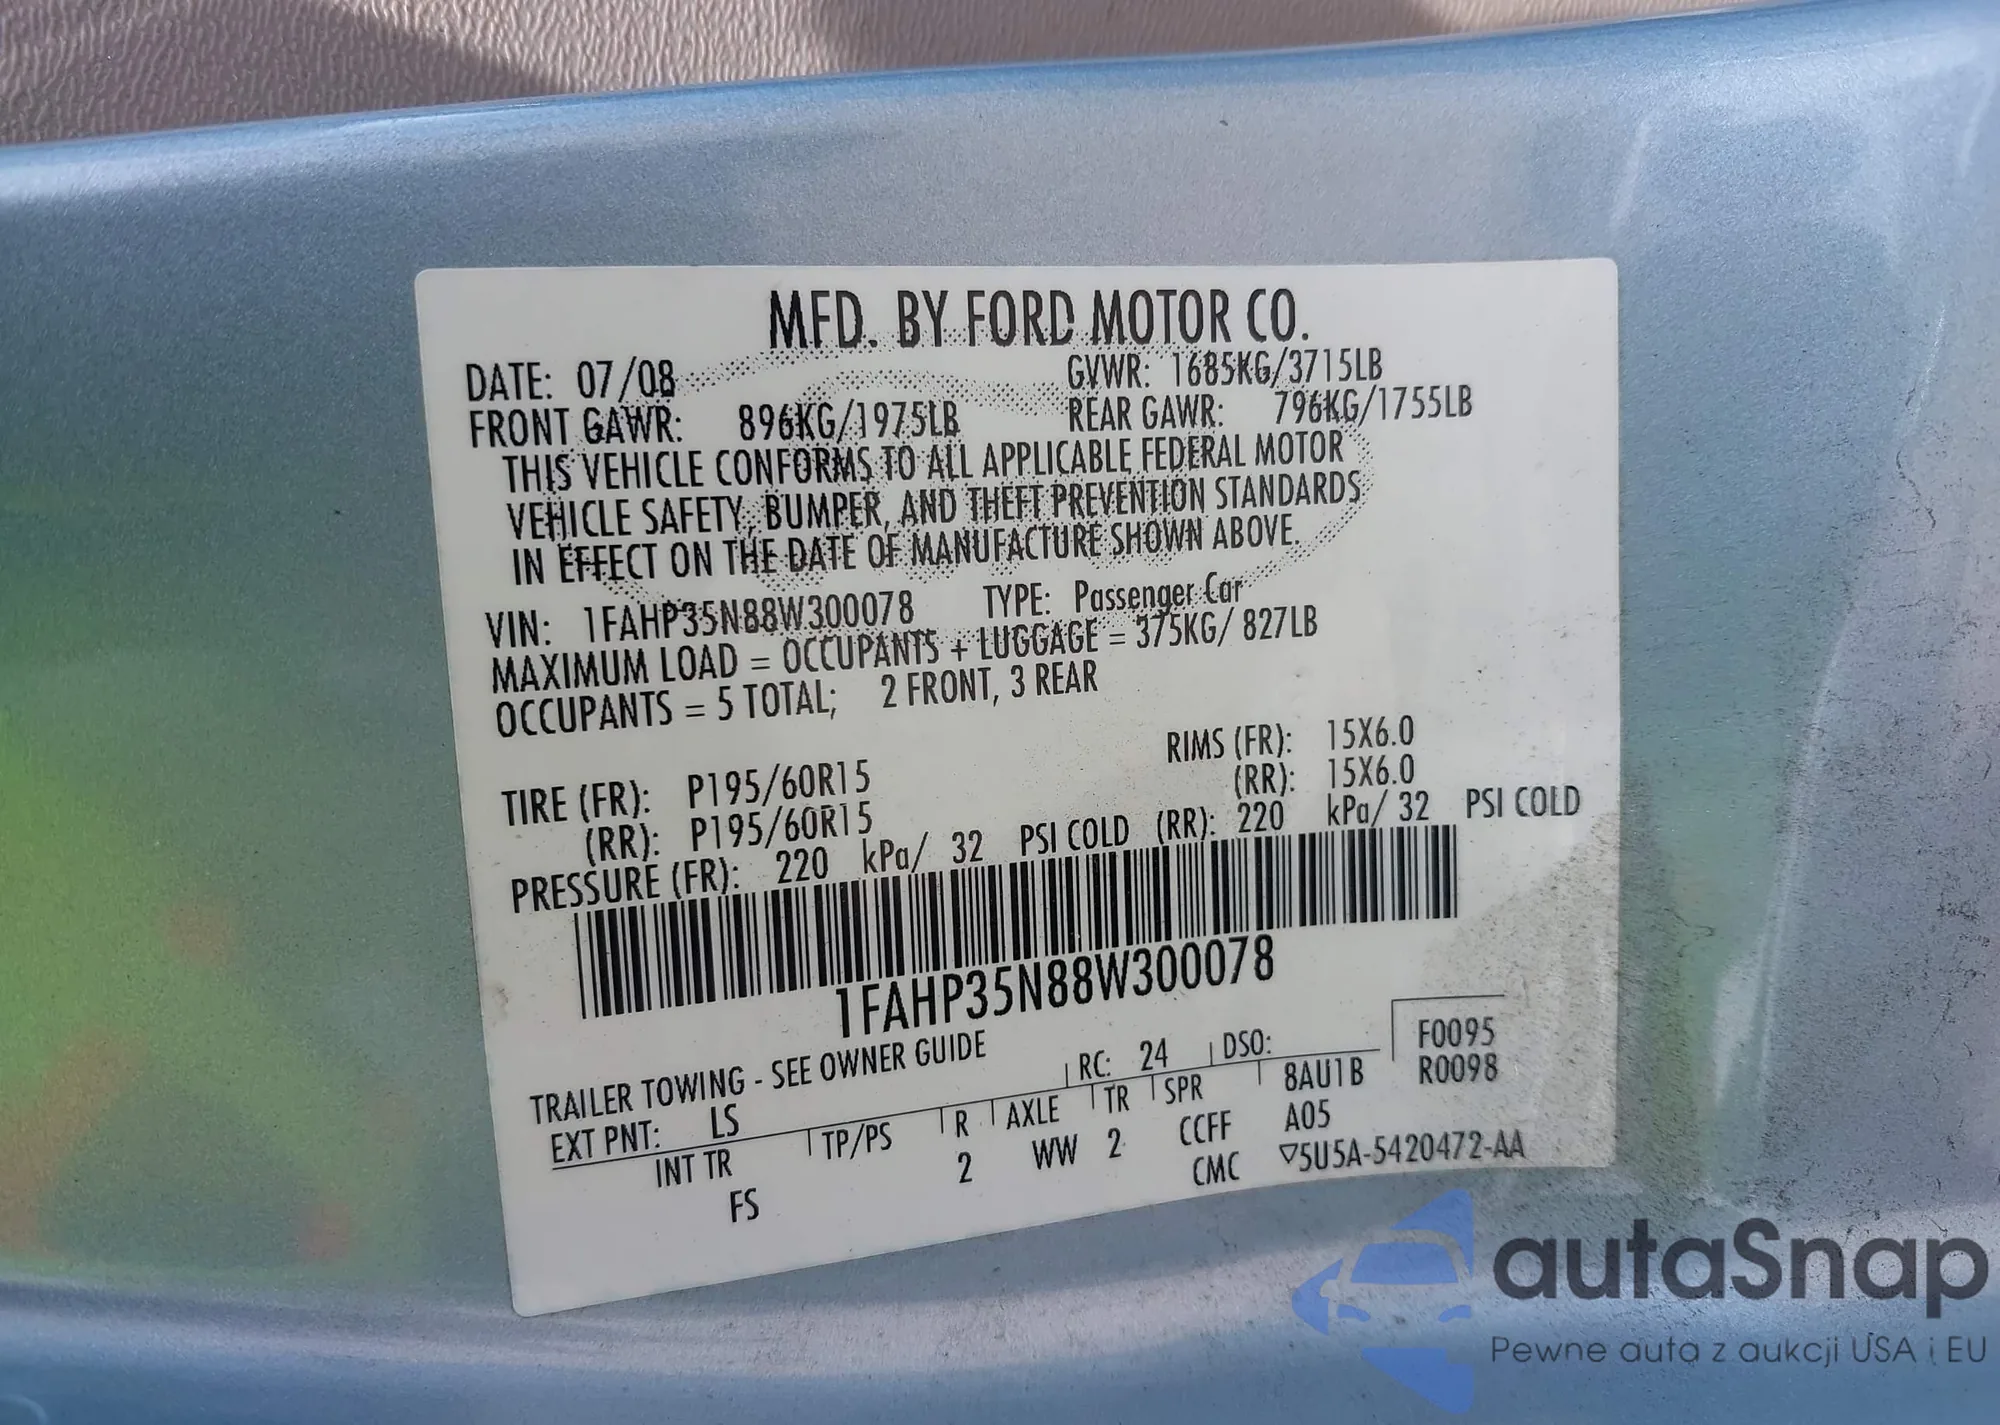 MFD. BY FORD MOTOR CO.
DATE: 07/08 GVWR: 1685KG/3715LB
FRONT GAWR: 896KG/1975LB REAR GAWR: 796KG/1755LB
THIS VEHICLE CONFORMS TO ALL APPLICABLE FEDERAL MOTOR
VEHICLE SAFETY, BUMPER, AND THEFT PREVENTION STANDARDS
IN EFFECT ON THE DATE OF MANUFACTURE SHOWN ABOVE.
VIN: 1FAHP35N88W300078 TYPE: Passenger Car
MAXIMUM LOAD = OCCUPANTS + LUGGAGE = 375KG/ 827LB
OCCUPANTS = 5 TOTAL; 2 FRONT, 3 REAR
TIRE (FR): P195/60R15 RIMS (FR): 15X6.0
(RR): P195/60R15 (RR): 15X6.0
PRESSURE (FR): 220 kPa/ 32 PSI COLD (RR): 220 kPa/ 32 PSI COLD
1FAHP35N88W300078
TRAILER TOWING - SEE OWNER GUIDE
F0095
R0098
EXT PNT: LS RC: 24 DSO:
INT TR TP/PS R AXLE TR SPR 8AU1B
FS 2 WW 2 CCFF A05
CMC ▽5U5A-5420472-AA
autaSnap
Pewne auta z aukcji USA i EU